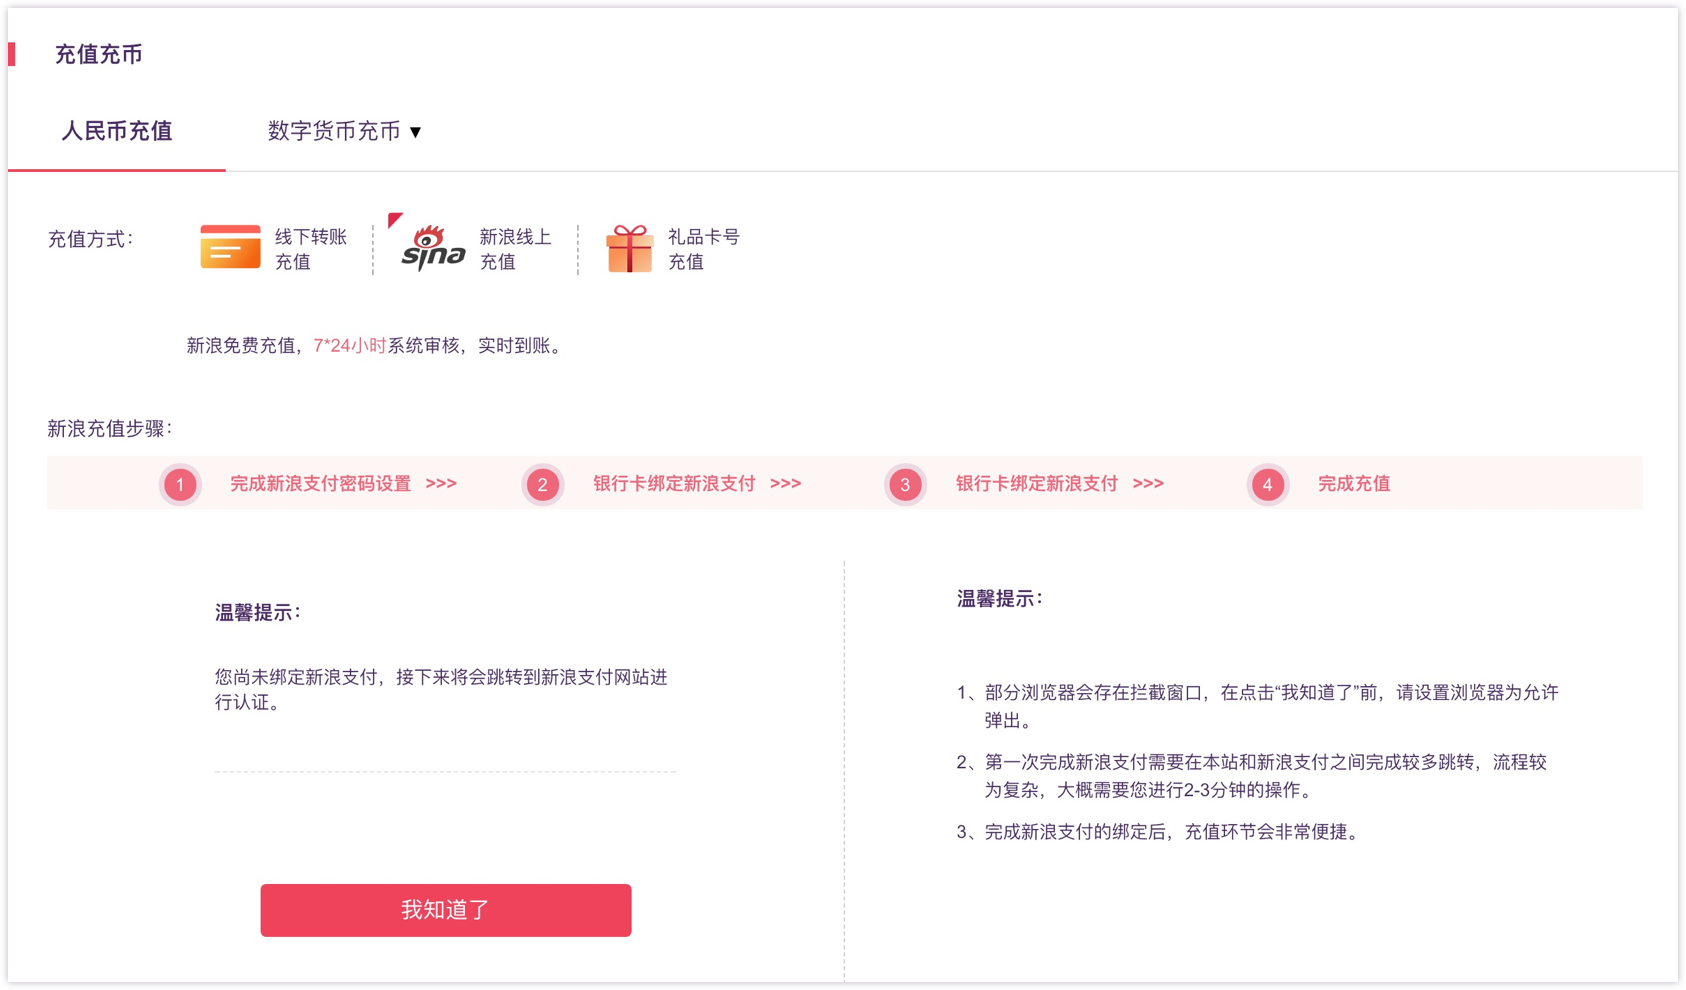 充值充币
人民币充值
数字货币充币 ▼
充值方式：
线下转账
充值
sina
新浪线上
充值
礼品卡号
充值
新浪免费充值，7*24小时系统审核，实时到账。
新浪充值步骤：
1 完成新浪支付密码设置 >>> 2 银行卡绑定新浪支付 >>> 3 银行卡绑定新浪支付 >>> 4 完成充值
温馨提示：
您尚未绑定新浪支付，接下来将会跳转到新浪支付网站进
行认证。
我知道了
温馨提示：
1、部分浏览器会存在拦截窗口，在点击“我知道了”前，请设置浏览器为允许
弹出。
2、第一次完成新浪支付需要在本站和新浪支付之间完成较多跳转，流程较
为复杂，大概需要您进行2-3分钟的操作。
3、完成新浪支付的绑定后，充值环节会非常便捷。